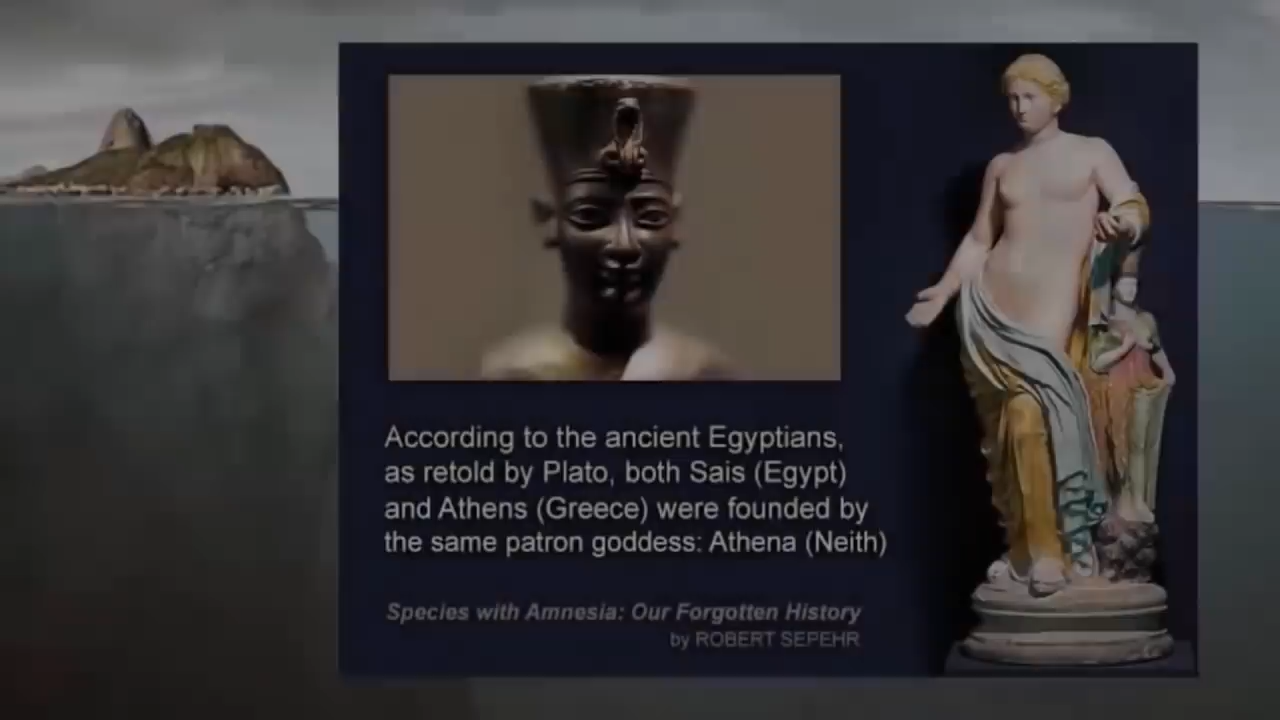 According to the ancient Egyptians,
as retold by Plato, both Sais (Egypt)
and Athens (Greece) were founded by
the same patron goddess: Athena (Neith)
Species with Amnesia: Our Forgotten History
by ROBERT SEPEHR